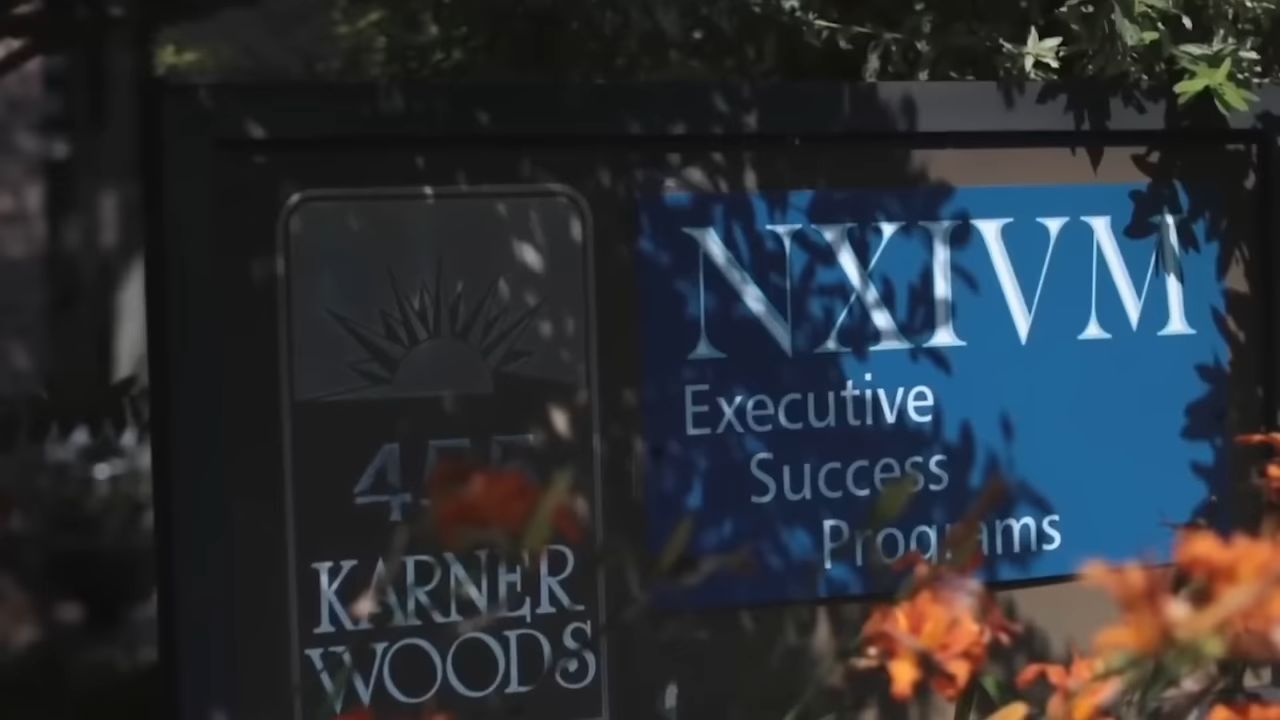 NXIVM
Executive
Success
Programs
KARNER
WOODS